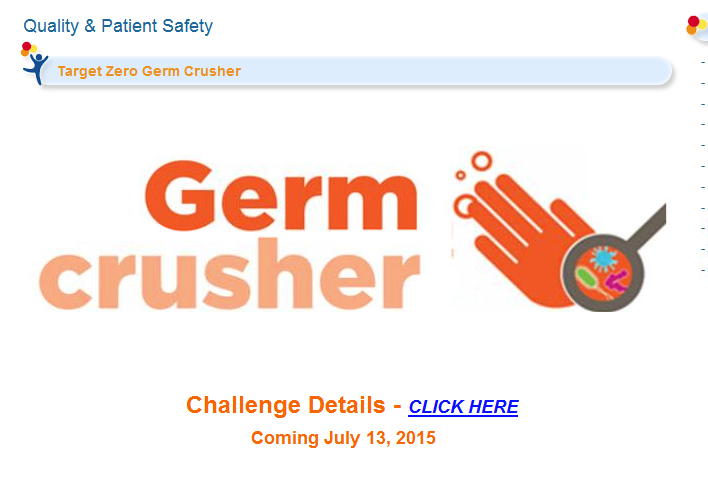 Quality & Patient Safety
Target Zero Germ Crusher
Germ
crusher
Challenge Details - CLICK HERE
Coming July 13, 2015